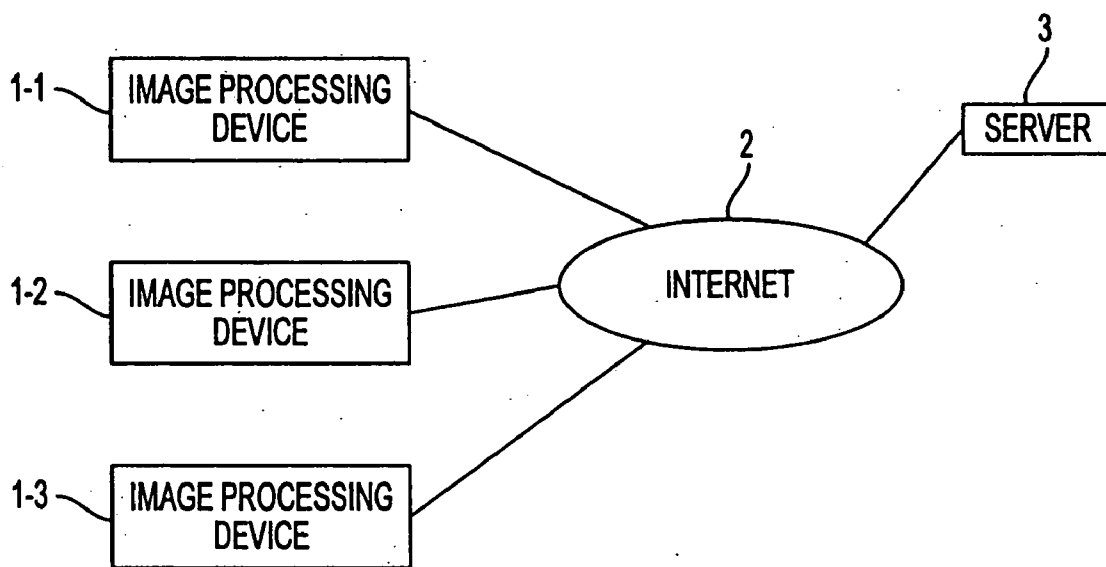 3
1-1
IMAGE PROCESSING
DEVICE
SERVER
2
1-2
IMAGE PROCESSING
DEVICE
INTERNET
1-3
IMAGE PROCESSING
DEVICE